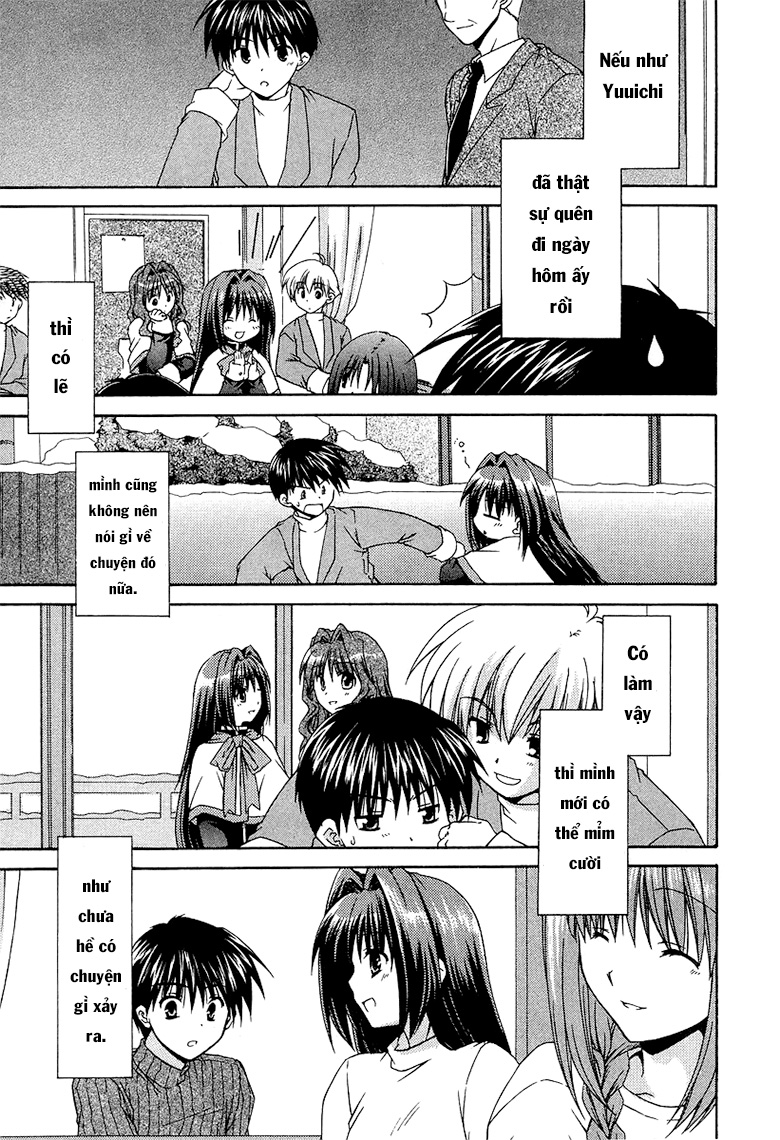 Nếu như
Yuuichi
đã thật
sự quên
đi ngày
hôm ấy
rồi
thì
có
lẽ
mình cũng
không nên
nói gì về
chuyện đó
nữa.
Có
làm
vậy
thì mình
mới có
thể mỉm
cười
như
chưa
hề có
chuyện
gì xảy
ra.